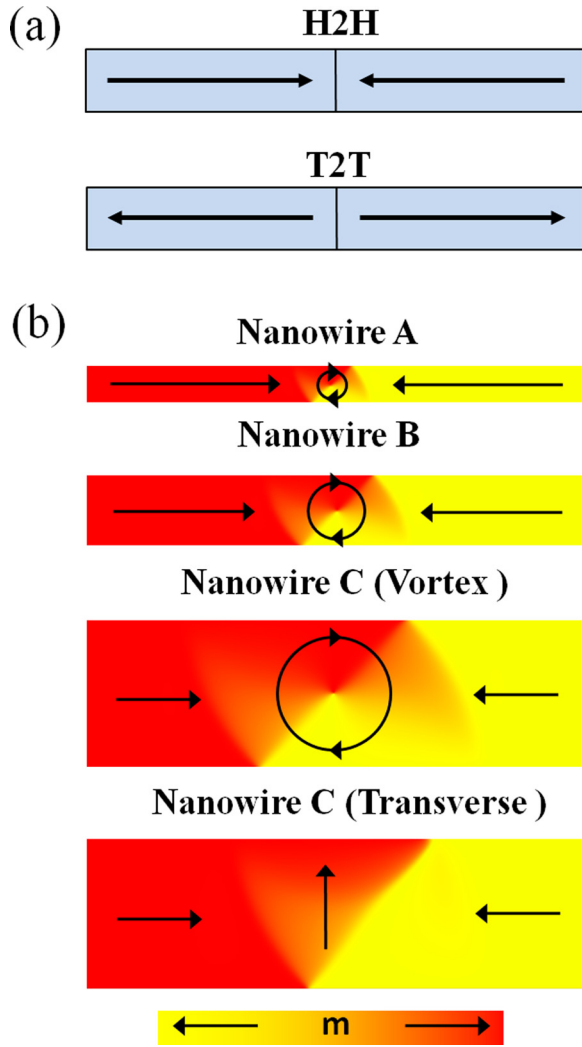 (a)
H2H
T2T
(b)
Nanowire A
Nanowire B
Nanowire C (Vortex )
Nanowire C (Transverse )
m